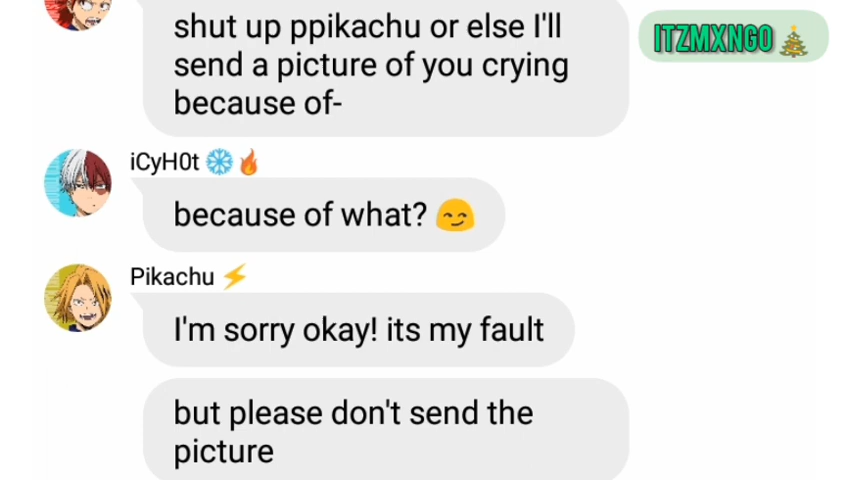 shut up ppikachu or else I'll
send a picture of you crying
because of-
ITZMXNGO🎄
iCyH0t ❄️🔥
because of what? 😏
Pikachu ⚡
I'm sorry okay! its my fault
but please don't send the
picture